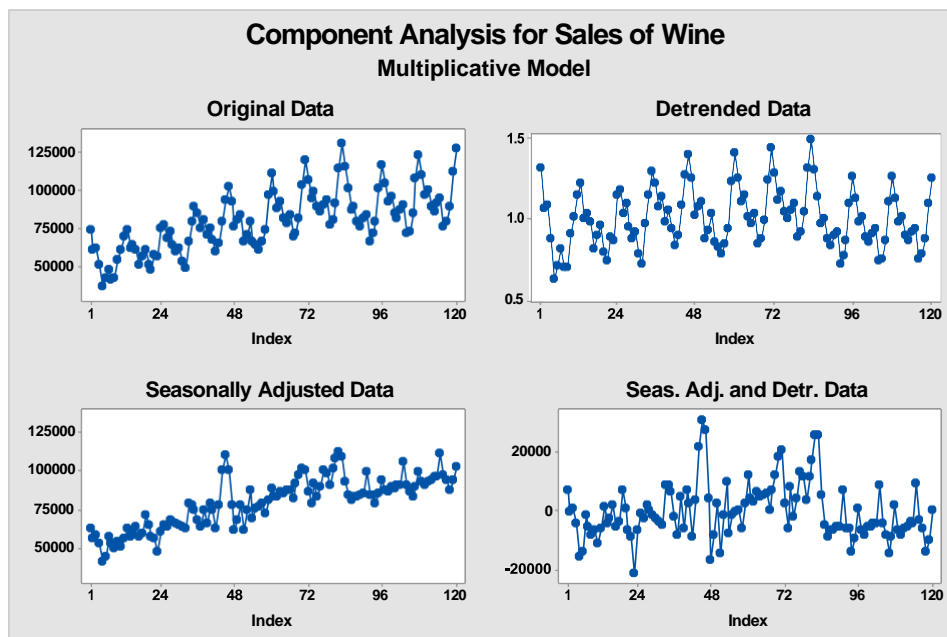 Component Analysis for Sales of Wine
Multiplicative Model
Original Data
125000
100000
75000
50000
1 24 48 72 96 120
Index
Detrended Data
1.5
1.0
0.5
1 24 48 72 96 120
Index
Seasonally Adjusted Data
125000
100000
75000
50000
1 24 48 72 96 120
Index
Seas. Adj. and Detr. Data
20000
0
-20000
1 24 48 72 96 120
Index